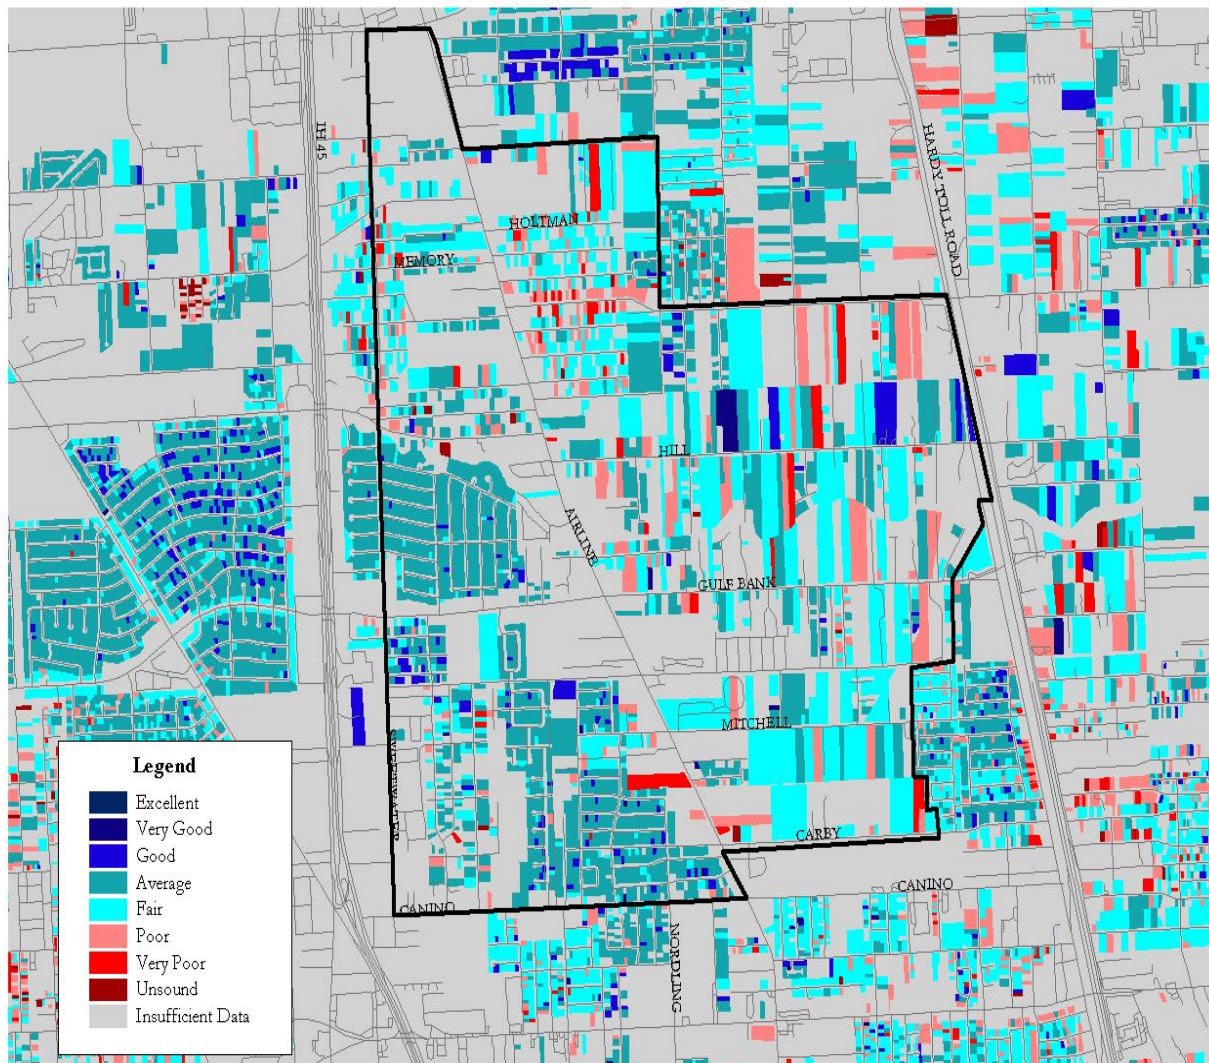 IH 45
HARDY TOLL ROAD
HOLTMAN
MEMORY
HILL
AIRLINE
GULF BANK
MITCHELL
SWEETWATER
CARBY
CANINO
CANINO
NORDLING
Legend
Excellent
Very Good
Good
Average
Fair
Poor
Very Poor
Unsound
Insufficient Data